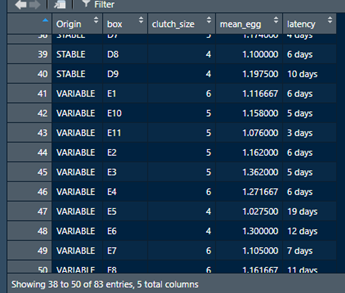 Filter
Origin box clutch_size mean_egg latency
38 STABLE D7 5 1.174000 4 days
39 STABLE D8 4 1.100000 6 days
40 STABLE D9 4 1.197500 10 days
41 VARIABLE E1 6 1.116667 6 days
42 VARIABLE E10 5 1.158000 5 days
43 VARIABLE E11 5 1.076000 3 days
44 VARIABLE E2 5 1.162000 6 days
45 VARIABLE E3 5 1.362000 5 days
46 VARIABLE E4 6 1.271667 6 days
47 VARIABLE E5 4 1.027500 19 days
48 VARIABLE E6 4 1.300000 12 days
49 VARIABLE E7 6 1.105000 7 days
50 VARIABLE E8 6 1.161667 11 days
Showing 38 to 50 of 83 entries, 5 total columns